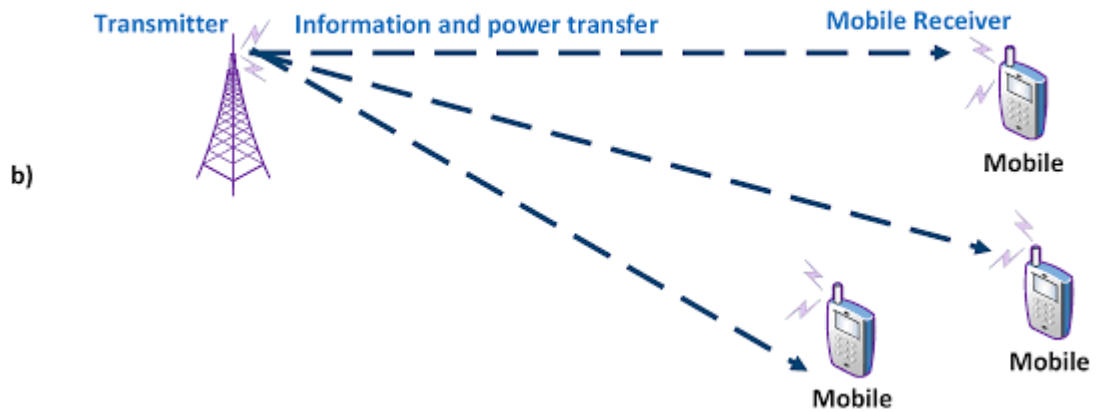 Transmitter
Information and power transfer
Mobile Receiver
Mobile
b)
Mobile
Mobile